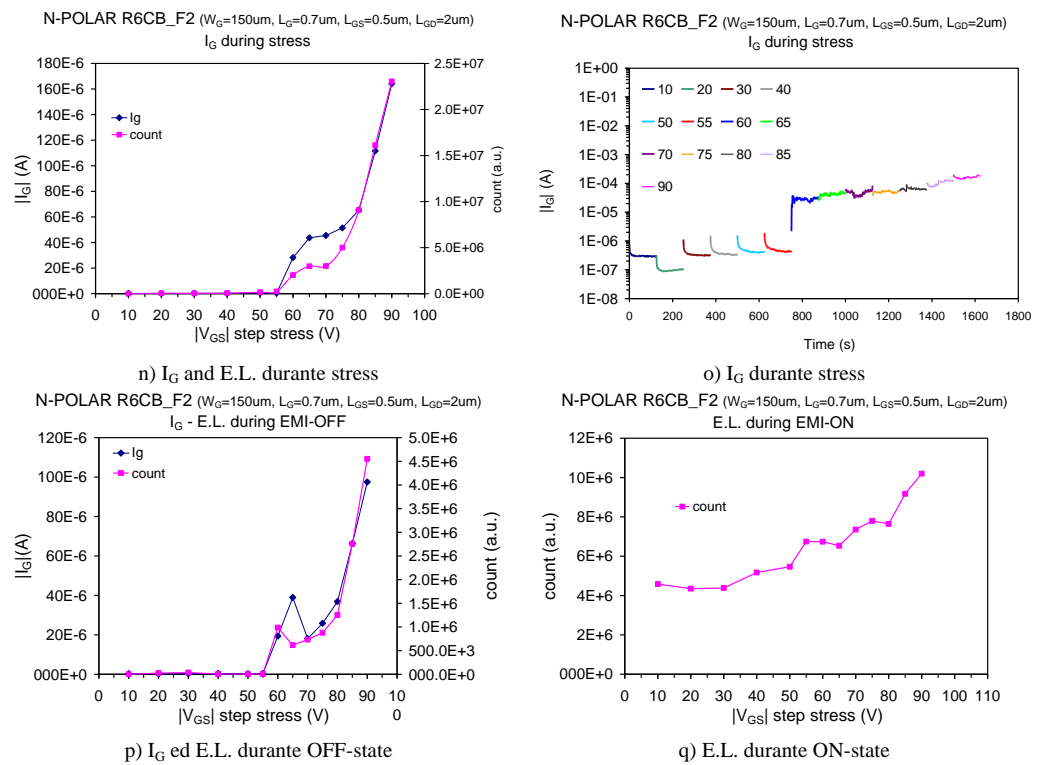 N-POLAR R6CB_F2 (WG=150um, LG=0.7um, LGS=0.5um, LGD=2um)
IG during stress
180E-6
160E-6
140E-6
120E-6
100E-6
80E-6
60E-6
40E-6
20E-6
000E+0
|IG| (A)
Ig
count
2.5E+07
2.0E+07
1.5E+07
1.0E+07
5.0E+06
0.0E+00
count (a.u.)
0 10 20 30 40 50 60 70 80 90 100
|VGS| step stress (V)
n) IG and E.L. durante stress
N-POLAR R6CB_F2 (WG=150um, LG=0.7um, LGS=0.5um, LGD=2um)
IG during stress
1E+00
1E-01
1E-02
1E-03
1E-04
1E-05
1E-06
1E-07
1E-08
|IG| (A)
10 20 30 40
50 55 60 65
70 75 80 85
90
0 200 400 600 800 1000 1200 1400 1600 1800
Time (s)
o) IG durante stress
N-POLAR R6CB_F2 (WG=150um, LG=0.7um, LGS=0.5um, LGD=2um)
IG - E.L. during EMI-OFF
120E-6
100E-6
80E-6
60E-6
40E-6
20E-6
000E+0
|IG|(A)
Ig
count
5.0E+6
4.5E+6
4.0E+6
3.5E+6
3.0E+6
2.5E+6
2.0E+6
1.5E+6
1.0E+6
500.0E+3
000.0E+0
count (a.u.)
0 10 20 30 40 50 60 70 80 90 10
0
|VGS| step stress (V)
p) IG ed E.L. durante OFF-state
N-POLAR R6CB_F2 (WG=150um, LG=0.7um, LGS=0.5um, LGD=2um)
E.L. during EMI-ON
12E+6
10E+6
8E+6
6E+6
4E+6
2E+6
000E+0
count (a.u.)
count
0 10 20 30 40 50 60 70 80 90 100 110
|VGS| step stress (V)
q) E.L. durante ON-state